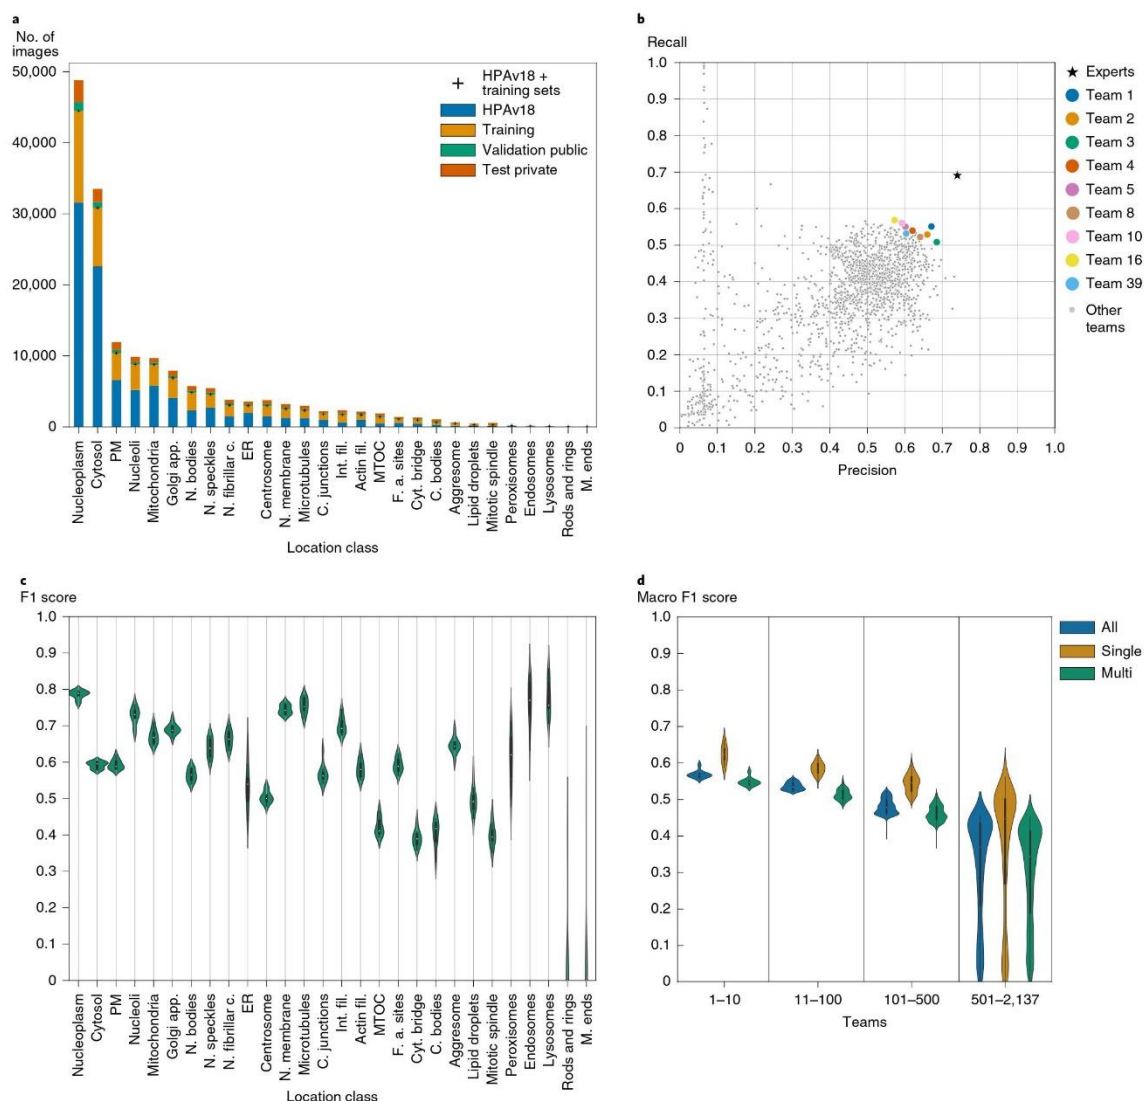 a
No. of
images
50,000
40,000
30,000
20,000
10,000
0
HPAv18 +
training sets
HPAv18
Training
Validation public
Test private
Nucleoplasm
Cytosol
PM
Nucleoli
Mitochondria
Golgi app.
N. bodies
N. speckles
N. fibrillar c.
ER
Centrosome
N. membrane
Microtubules
C. junctions
Int. fil.
Actin fil.
MTOC
F. a. sites
Cyt. bridge
C. bodies
Aggresome
Lipid droplets
Mitotic spindle
Peroxisomes
Endosomes
Lysosomes
Rods and rings
M. ends
Location class
b
Recall
1.0
0.9
0.8
0.7
0.6
0.5
0.4
0.3
0.2
0.1
0
0 0.1 0.2 0.3 0.4 0.5 0.6 0.7 0.8 0.9 1.0
Precision
Experts
Team 1
Team 2
Team 3
Team 4
Team 5
Team 8
Team 10
Team 16
Team 39
Other
teams
c
F1 score
1.0
0.9
0.8
0.7
0.6
0.5
0.4
0.3
0.2
0.1
0
Nucleoplasm
Cytosol
PM
Nucleoli
Mitochondria
Golgi app.
N. bodies
N. speckles
N. fibrillar c.
ER
Centrosome
N. membrane
Microtubules
C. junctions
Int. fil.
Actin fil.
MTOC
F. a. sites
Cyt. bridge
C. bodies
Aggresome
Lipid droplets
Mitotic spindle
Peroxisomes
Endosomes
Lysosomes
Rods and rings
M. ends
Location class
d
Macro F1 score
1.0
0.9
0.8
0.7
0.6
0.5
0.4
0.3
0.2
0.1
0
1–10 11–100 101–500 501–2,137
Teams
All
Single
Multi